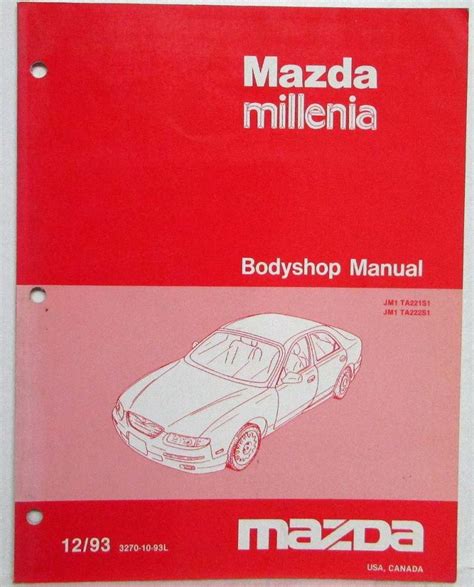 Mazda
millenia
Bodyshop Manual
JM1 TA221S1
JM1 TA222S1
12/93 3270-10-93L
mazda
USA, CANADA